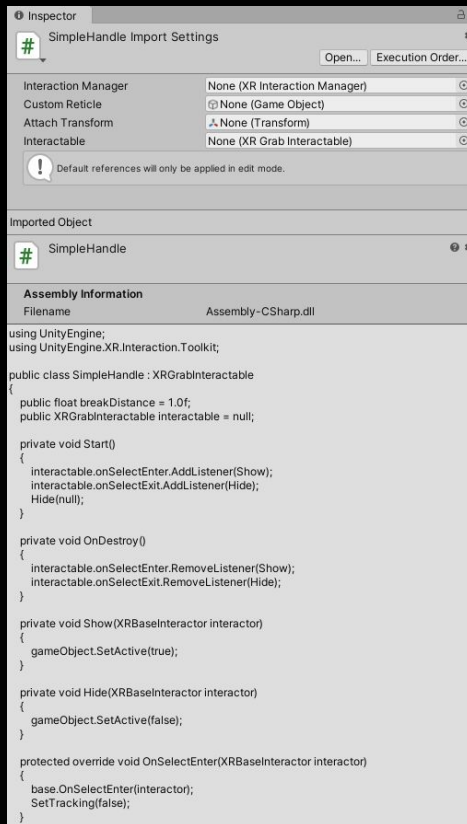 Inspector
SimpleHandle Import Settings
Open... Execution Order...
Interaction Manager None (XR Interaction Manager)
Custom Reticle None (Game Object)
Attach Transform None (Transform)
Interactable None (XR Grab Interactable)
Default references will only be applied in edit mode.
Imported Object
SimpleHandle
Assembly Information
Filename Assembly-CSharp.dll
using UnityEngine;
using UnityEngine.XR.Interaction.Toolkit;
public class SimpleHandle : XRGrabInteractable
{
public float breakDistance = 1.0f;
public XRGrabInteractable interactable = null;
private void Start()
{
interactable.onSelectEnter.AddListener(Show);
interactable.onSelectExit.AddListener(Hide);
Hide(null);
}
private void OnDestroy()
{
interactable.onSelectEnter.RemoveListener(Show);
interactable.onSelectExit.RemoveListener(Hide);
}
private void Show(XRBaseInteractor interactor)
{
gameObject.SetActive(true);
}
private void Hide(XRBaseInteractor interactor)
{
gameObject.SetActive(false);
}
protected override void OnSelectEnter(XRBaseInteractor interactor)
{
base.OnSelectEnter(interactor);
SetTracking(false);
}